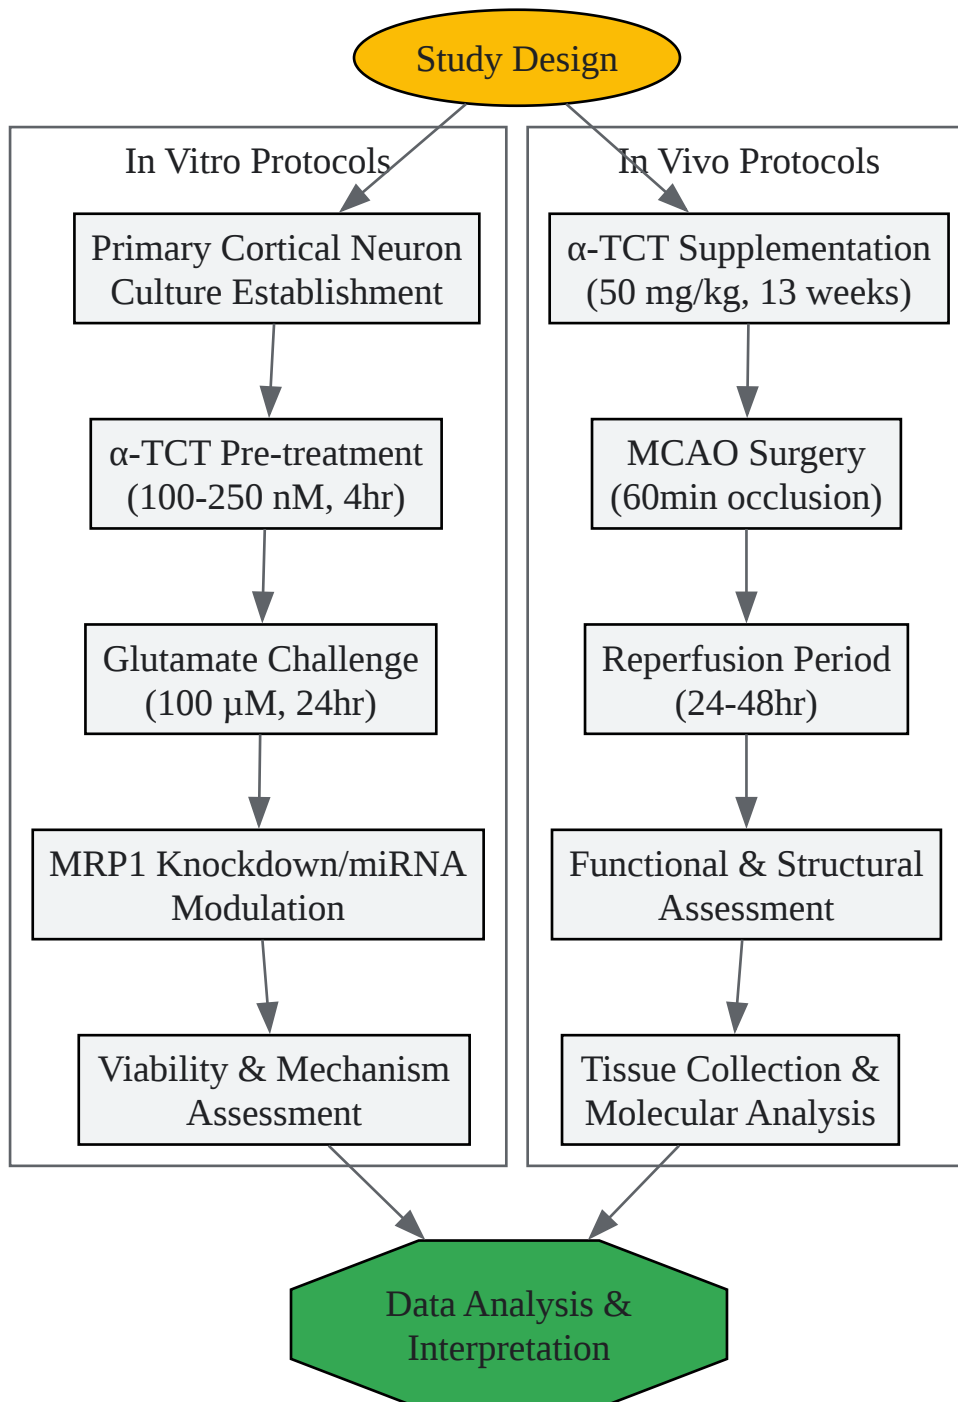 Study Design
In Vitro Protocols
Primary Cortical Neuron
Culture Establishment
α-TCT Pre-treatment
(100-250 nM, 4hr)
Glutamate Challenge
(100 µM, 24hr)
MRP1 Knockdown/miRNA
Modulation
Viability & Mechanism
Assessment
In Vivo Protocols
α-TCT Supplementation
(50 mg/kg, 13 weeks)
MCAO Surgery
(60min occlusion)
Reperfusion Period
(24-48hr)
Functional & Structural
Assessment
Tissue Collection &
Molecular Analysis
Data Analysis &
Interpretation